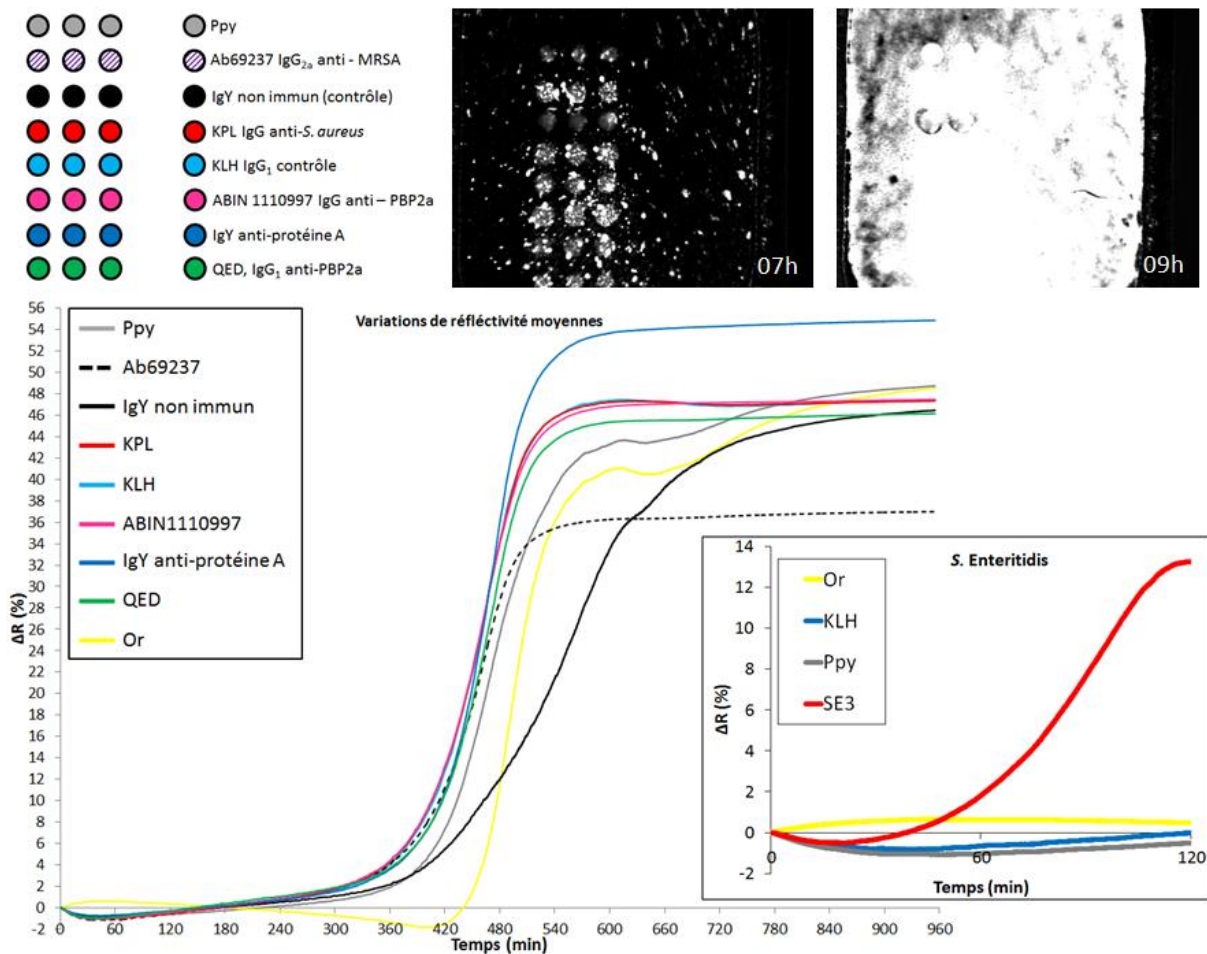 Ppy
Ab69237 IgG2a anti - MRSA
IgY non immun (contrôle)
KPL IgG anti-S. aureus
KLH IgG1 contrôle
ABIN 1110997 IgG anti – PBP2a
IgY anti-protéine A
QED, IgG1 anti-PBP2a
07h
09h
Variations de réfléctivité moyennes
56
54
52
50
48
46
44
42
40
38
36
34
32
30
28
26
24
22
20
18
16
14
12
10
8
6
4
2
0
-2
ΔR (%)
Ppy
Ab69237
IgY non immun
KPL
KLH
ABIN1110997
IgY anti-protéine A
QED
Or
0 60 120 180 240 300 360 420 480 540 600 660 720 780 840 900 960
Temps (min)
S. Enteritidis
14
12
10
8
6
4
2
0
-2
ΔR (%)
Or
KLH
Ppy
SE3
0 60 120
Temps (min)